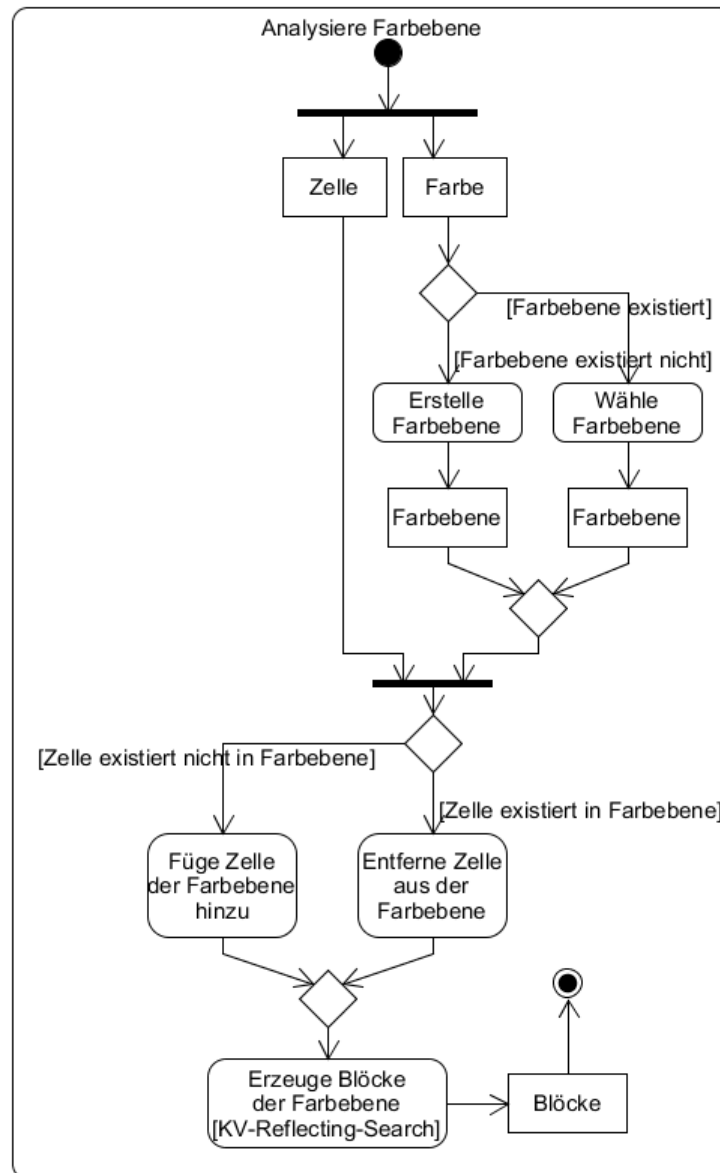 Analysiere Farbebene
Zelle
Farbe
[Farbebene existiert]
[Farbebene existiert nicht]
Erstelle
Farbebene
Wähle
Farbebene
Farbebene
Farbebene
[Zelle existiert nicht in Farbebene]
[Zelle existiert in Farbebene]
Füge Zelle
der Farbebene
hinzu
Entferne Zelle
aus der
Farbebene
Erzeuge Blöcke
der Farbebene
[KV-Reflecting-Search]
Blöcke